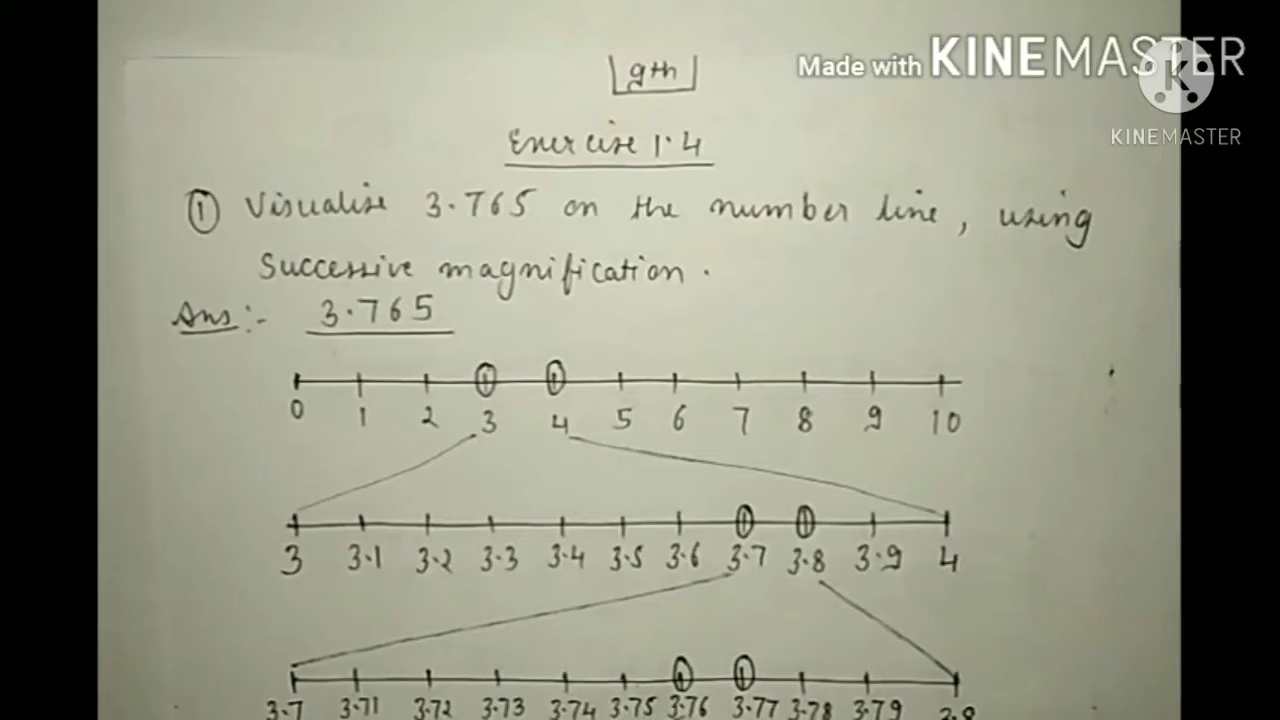 Made with KINEMASTER
K
KINEMASTER
9th
Exercise 1.4
① Visualise 3.765 on the number line, using
Successive magnification.
Ans:- 3.765
0 1 2 3 4 5 6 7 8 9 10
3 3.1 3.2 3.3 3.4 3.5 3.6 3.7 3.8 3.9 4
3.7 3.71 3.72 3.73 3.74 3.75 3.76 3.77 3.78 3.79 3.8